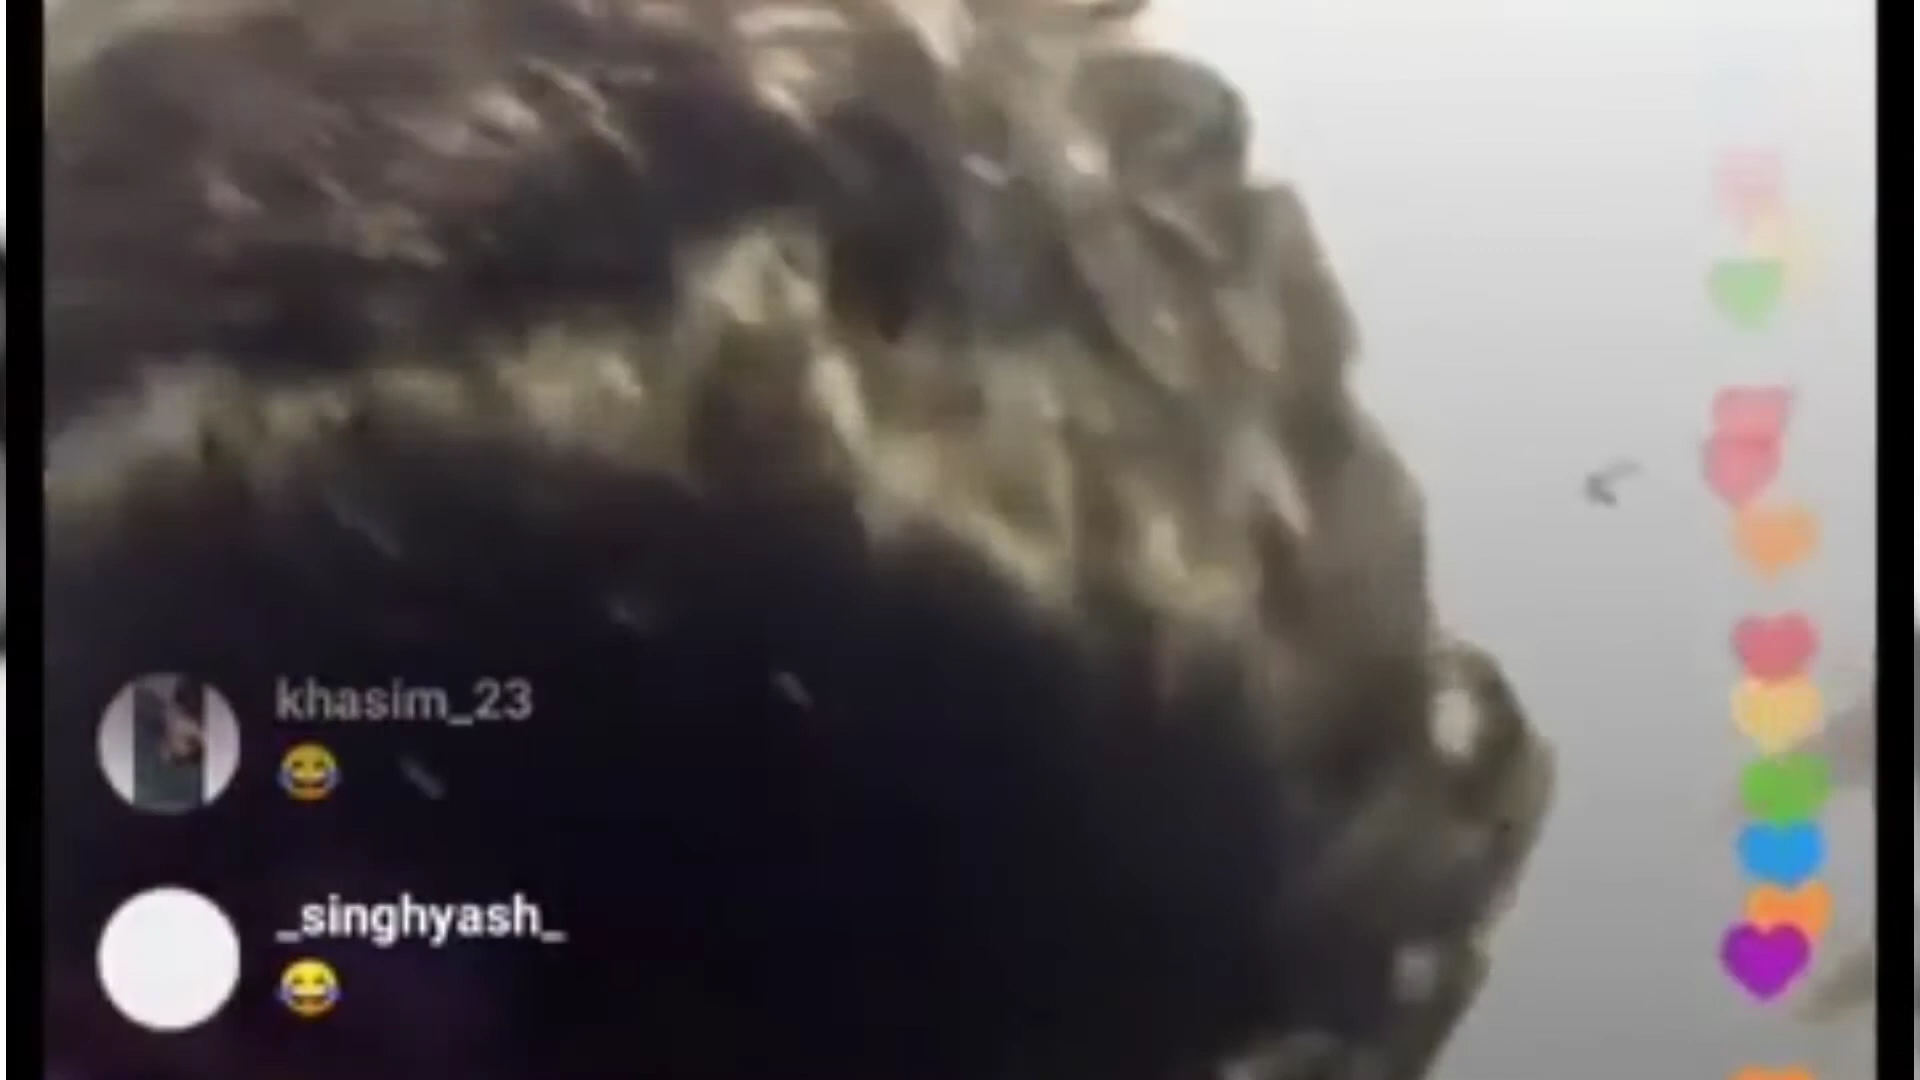 khasim_23
😂
_singhyash_
😂